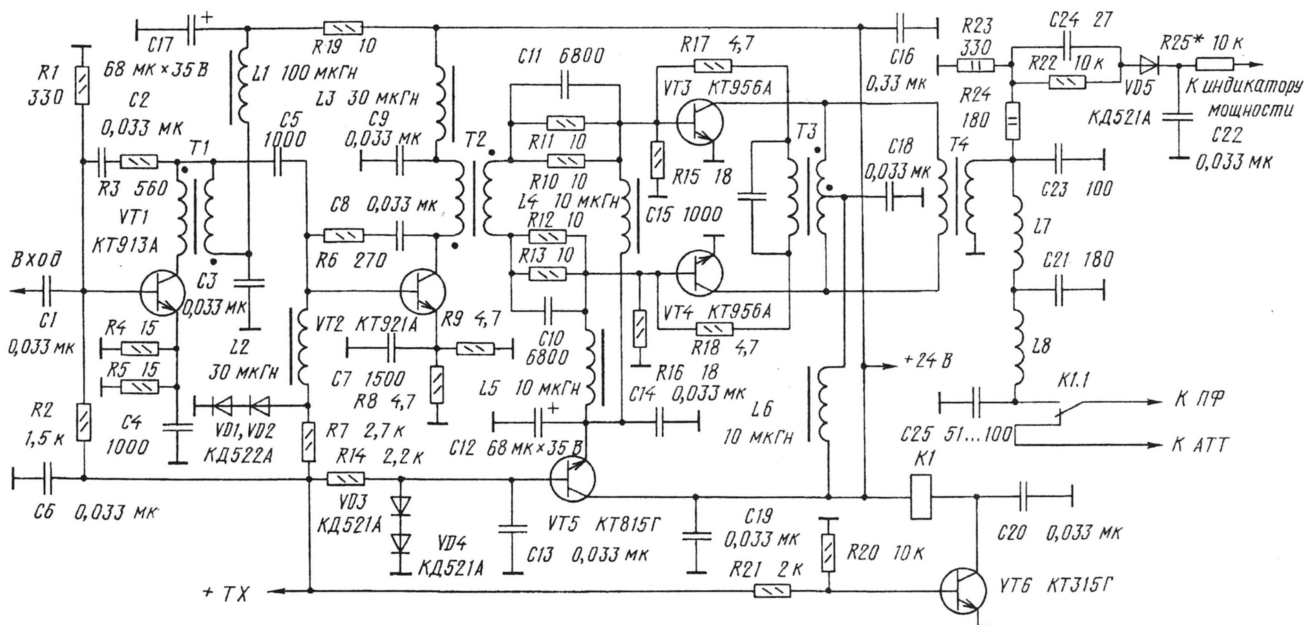 C17
68 мк×35 В
R19 10
L1 100 мкГн
L3 30 мкГн
C11 6800
R17 4,7
C16
0,33 мк
R23
330
C24 27
R22 10 к
R25* 10 к
VD5
КД521А
К индикатору
мощности
C22
0,033 мк
R1
330
C2
0,033 мк
R3 560
T1
C5
1000
C9
0,033 мк
T2
R11 10
R10 10
L4 10 мкГн
VT3 КТ956А
R15 18
T3
C18
0,033 мк
T4
R24
180
C23
100
VT1
КТ913А
C8
0,033 мк
R6 270
R12 10
R13 10
C15 1000
L7
C21 180
Вход
C1
0,033 мк
C3
0,033 мк
VT2 КТ921А
R9 4,7
C10
6800
VT4 КТ956А
R18 4,7
L8
R4 15
R5 15
L2
30 мкГн
C7 1500
R8 4,7
L5 10 мкГн
R16 18
C14 0,033 мк
+24 В
R2
1,5 к
C4
1000
VD1, VD2
КД522А
R7 2,7 к
C12 68 мк×35 В
L6
10 мкГн
C25 51...100
K1.1
К ПФ
К АТТ
R14 2,2 к
C6 0,033 мк
VD3
КД521А
VD4
КД521А
C13 0,033 мк
VT5 КТ815Г
C19
0,033 мк
K1
R20 10 к
C20 0,033 мк
+ TX
R21 2 к
YT6 КТ315Г